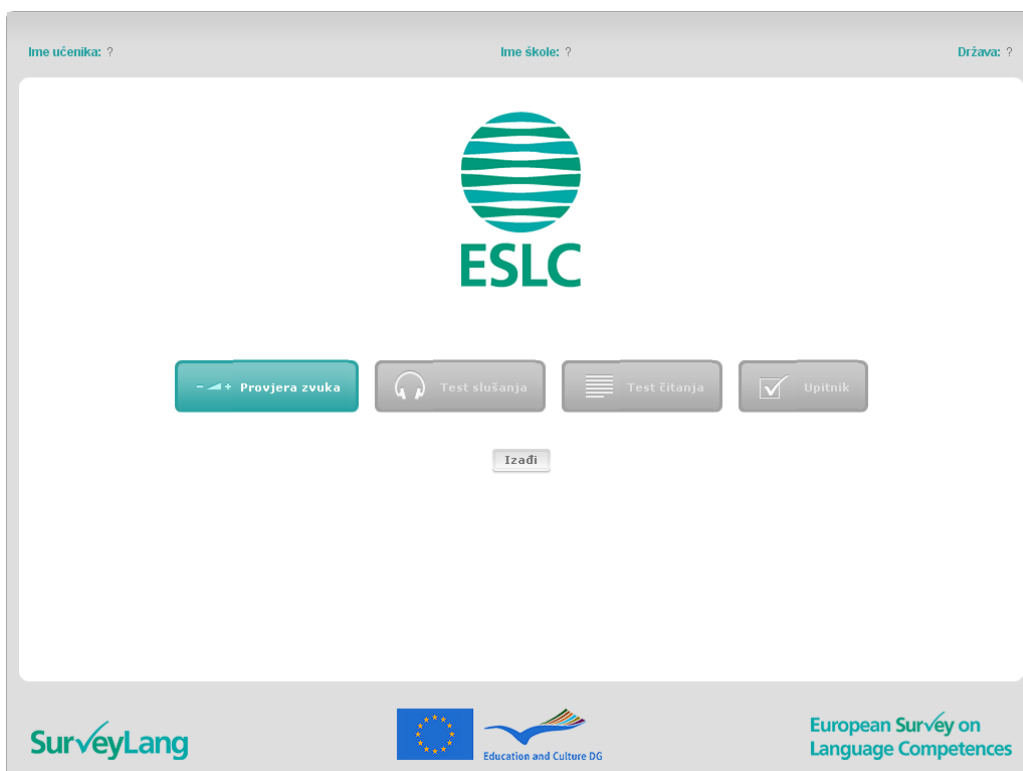 Ime učenika: ?
Ime škole: ?
Država: ?
ESLC
- + Provjera zvuka
Test slušanja
Test čitanja
Upitnik
Izađi
SurveyLang
Education and Culture DG
European Survey on
Language Competences